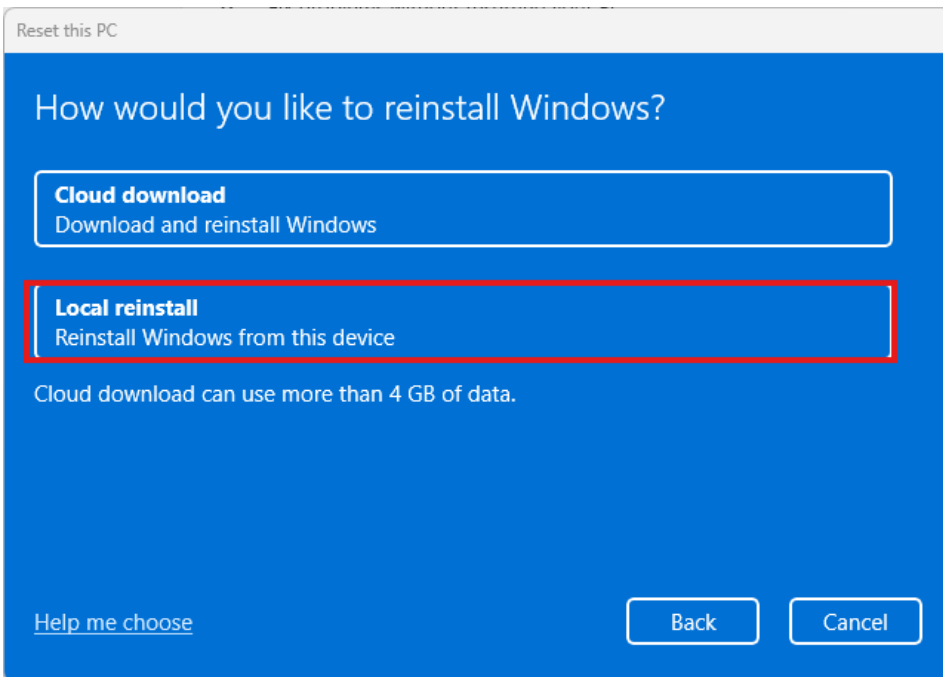 Reset this PC
How would you like to reinstall Windows?
Cloud download
Download and reinstall Windows
Local reinstall
Reinstall Windows from this device
Cloud download can use more than 4 GB of data.
Help me choose
Back
Cancel